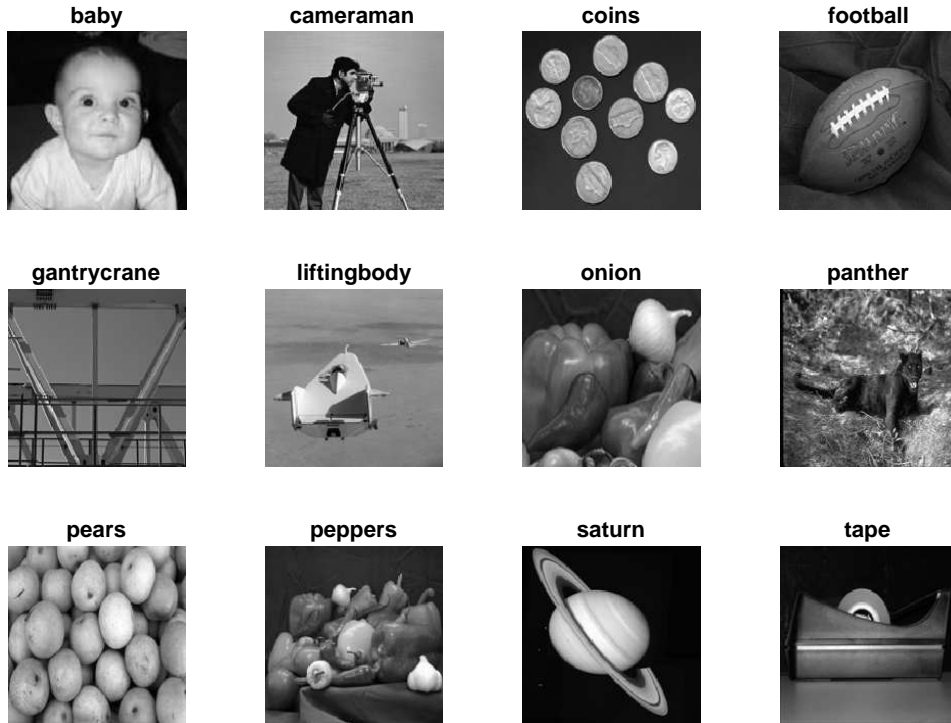 baby
cameraman
coins
football
gantrycrane
liftingbody
onion
panther
pears
peppers
saturn
tape